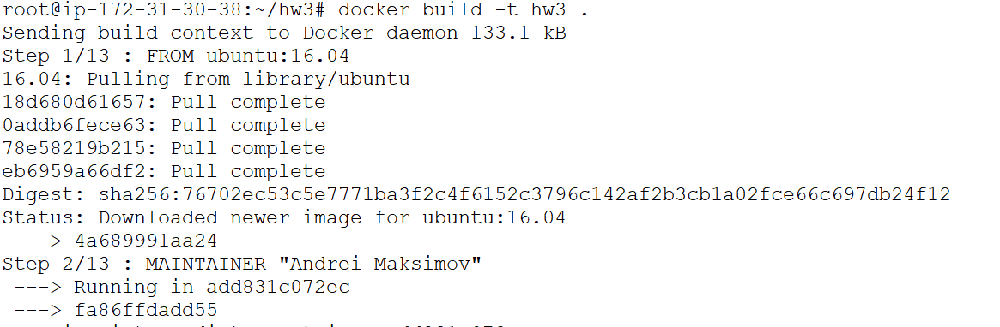 root@ip-172-31-30-38:~/hw3# docker build -t hw3 .
Sending build context to Docker daemon 133.1 kB
Step 1/13 : FROM ubuntu:16.04
16.04: Pulling from library/ubuntu
18d680d61657: Pull complete
0addb6fece63: Pull complete
78e58219b215: Pull complete
eb6959a66df2: Pull complete
Digest: sha256:76702ec53c5e7771ba3f2c4f6152c3796c142af2b3cb1a02fce66c697db24f12
Status: Downloaded newer image for ubuntu:16.04
 ---> 4a689991aa24
Step 2/13 : MAINTAINER "Andrei Maksimov"
 ---> Running in add831c072ec
 ---> fa86ffdadd55